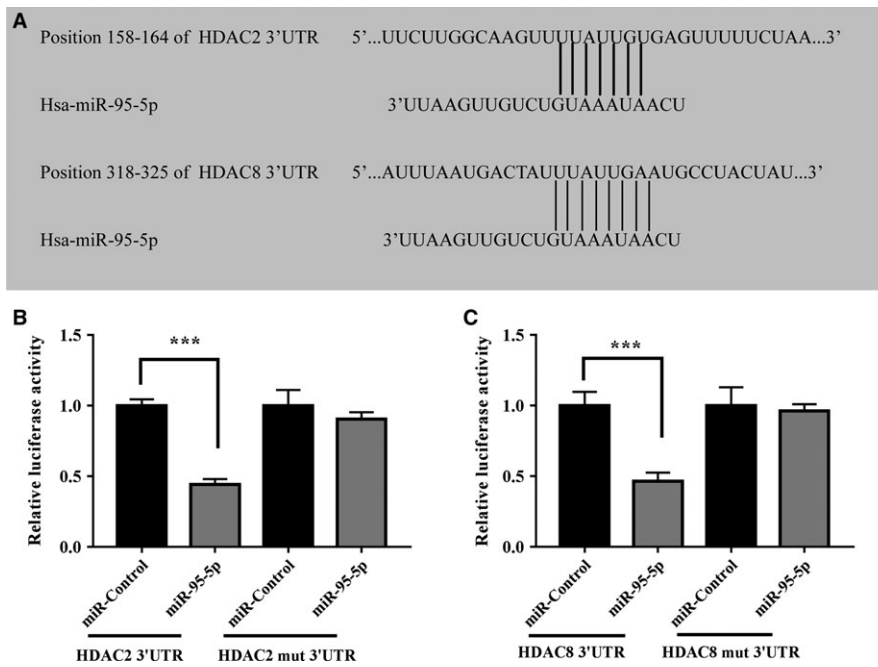 A
Position 158-164 of HDAC2 3’UTR 5’...UUCUUGGCAAGUUUUAUUGUGAGUUUUUCUAA...3’
Hsa-miR-95-5p 3’UUAAGUUGUCUGUAAAUAACU
Position 318-325 of HDAC8 3’UTR 5’...AUUUAAUGACTAUUUAUUGAAUGCCUACUAU...3’
Hsa-miR-95-5p 3’UUAAGUUGUCUGUAAAUAACU
B
Relative luciferase activity
1.5
1.0
0.5
0.0
***
miR-Control
miR-95-5p
miR-Control
miR-95-5p
HDAC2 3'UTR
HDAC2 mut 3'UTR
C
Relative luciferase activity
1.5
1.0
0.5
0.0
***
miR-Control
miR-95-5p
miR-Control
miR-95-5p
HDAC8 3'UTR
HDAC8 mut 3'UTR